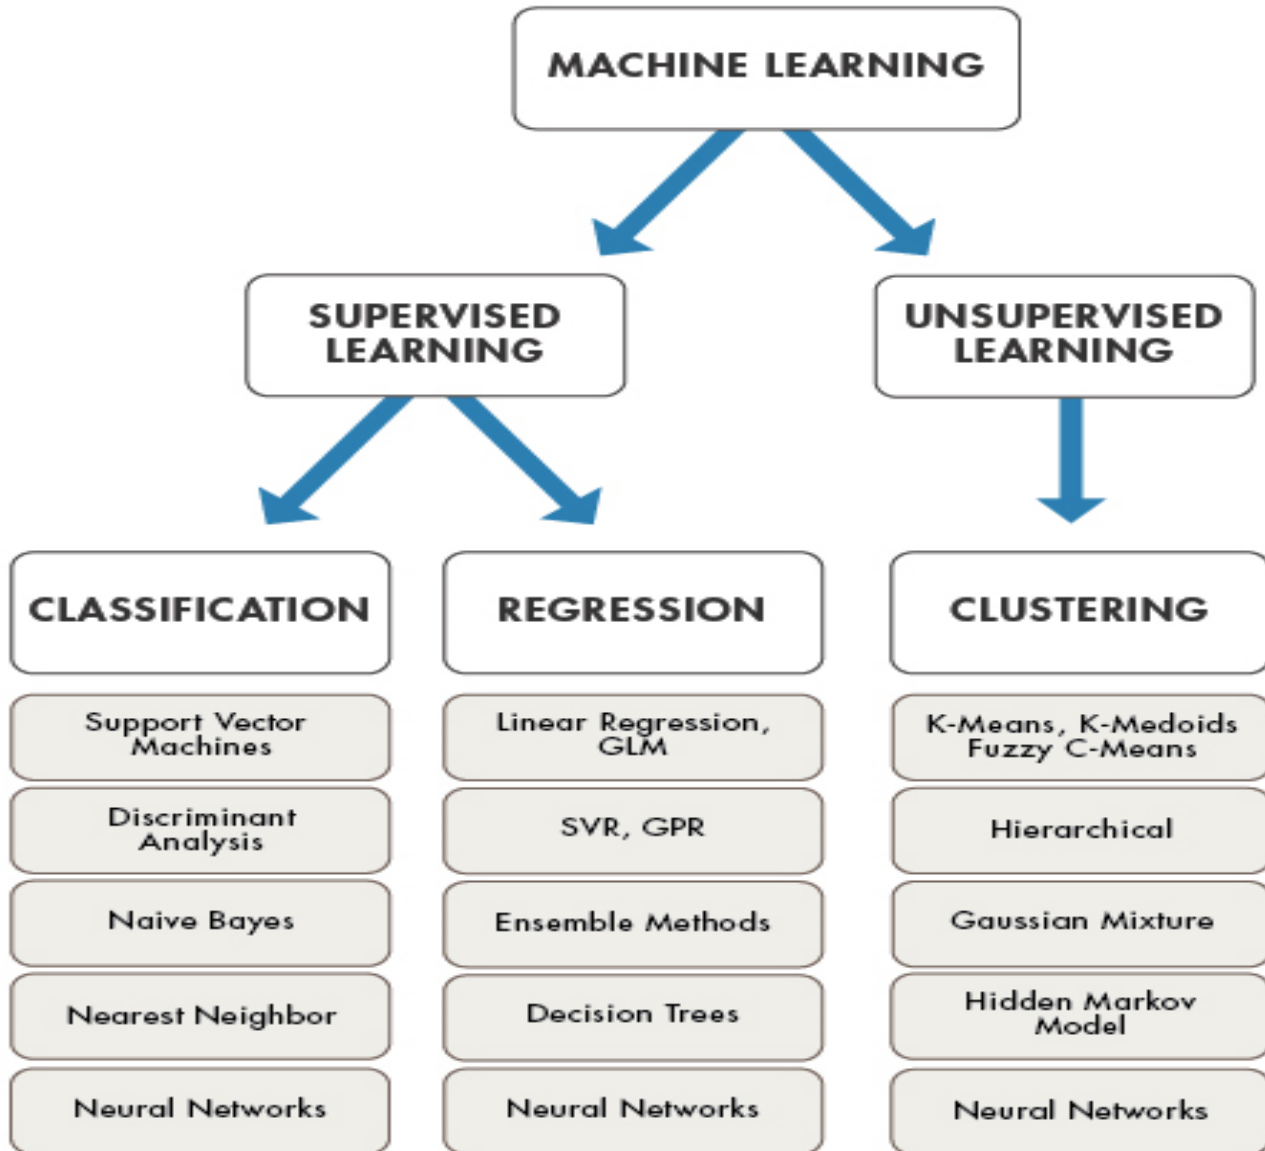 MACHINE LEARNING
SUPERVISED
LEARNING
UNSUPERVISED
LEARNING
CLASSIFICATION
REGRESSION
CLUSTERING
Support Vector
Machines
Linear Regression,
GLM
K-Means, K-Medoids
Fuzzy C-Means
Discriminant
Analysis
SVR, GPR
Hierarchical
Naive Bayes
Ensemble Methods
Gaussian Mixture
Nearest Neighbor
Decision Trees
Hidden Markov
Model
Neural Networks
Neural Networks
Neural Networks